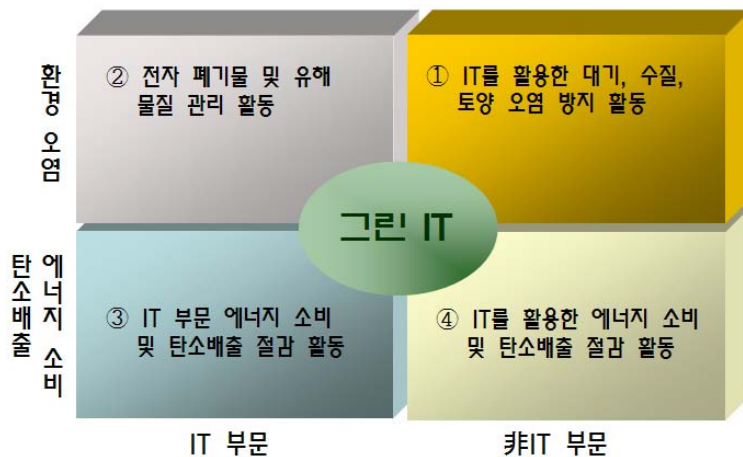 환경 오염
② 전자 폐기물 및 유해
물질 관리 활동
① IT를 활용한 대기, 수질,
토양 오염 방지 활동
그린 IT
에너지 소비
탄소배출
③ IT 부문 에너지 소비
및 탄소배출 절감 활동
④ IT를 활용한 에너지 소비
및 탄소배출 절감 활동
IT 부문
非IT 부문